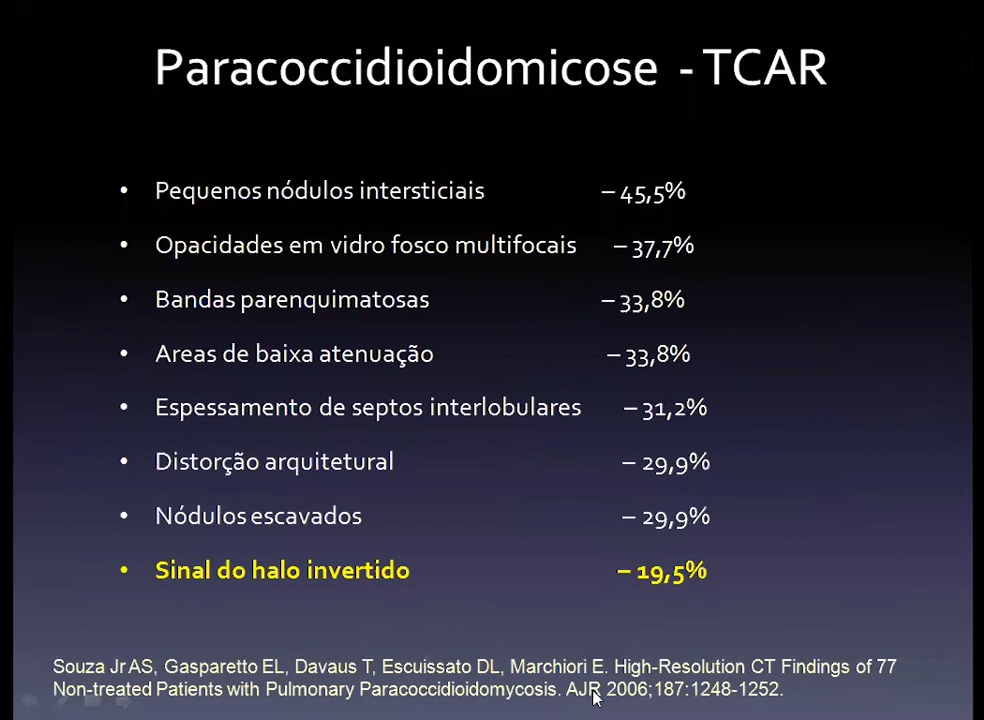 Paracoccidioidomicose - TCAR
• Pequenos nódulos intersticiais – 45,5%
• Opacidades em vidro fosco multifocais – 37,7%
• Bandas parenquimatosas – 33,8%
• Areas de baixa atenuação – 33,8%
• Espessamento de septos interlobulares – 31,2%
• Distorção arquitetural – 29,9%
• Nódulos escavados – 29,9%
• Sinal do halo invertido – 19,5%
Souza Jr AS, Gasparetto EL, Davaus T, Escuissato DL, Marchiori E. High-Resolution CT Findings of 77
Non-treated Patients with Pulmonary Paracoccidioidomycosis. AJR 2006;187:1248-1252.